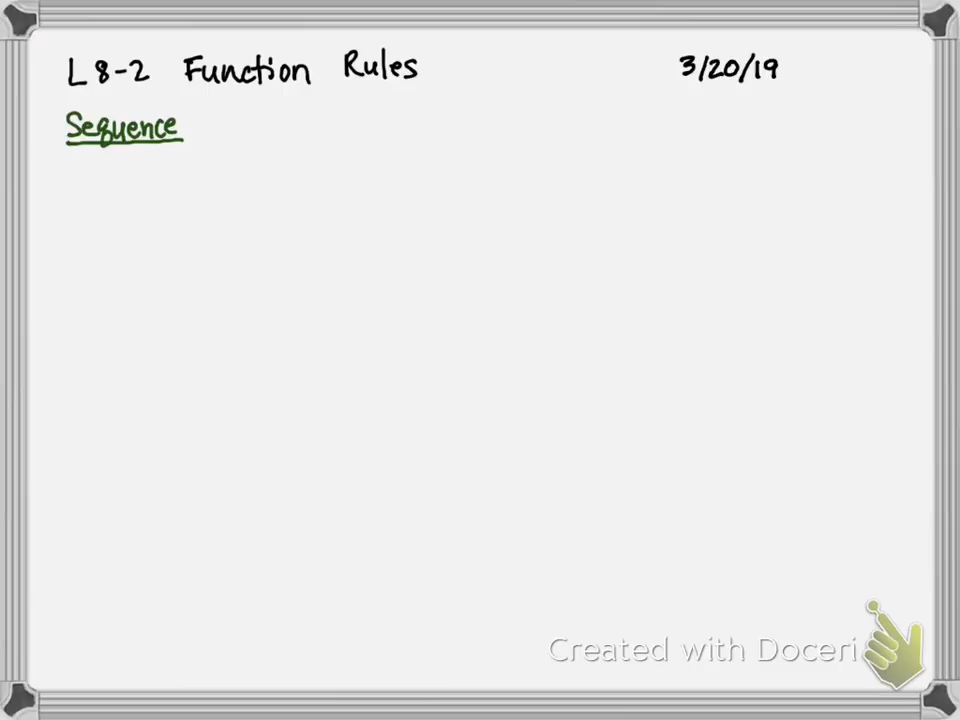 L 8-2 Function Rules 3/20/19
Sequence
Created with Doceri